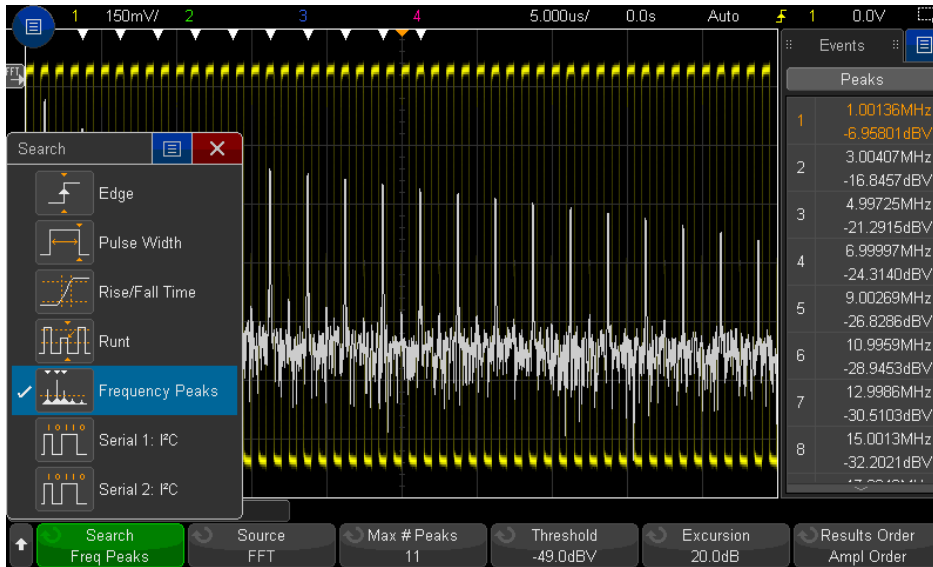 1 150mV/ 2 3 4 5.000us/ 0.0s Auto 1 0.0V
Events
Peaks
1 1.00136MHz
-6.95801dBV
2 3.00407MHz
-16.8457dBV
3 4.99725MHz
-21.2915dBV
4 6.99997MHz
-24.3140dBV
5 9.00269MHz
-26.8286dBV
6 10.9959MHz
-28.9453dBV
7 12.9986MHz
-30.5103dBV
8 15.0013MHz
-32.2021dBV
FFT
Search
Edge
Pulse Width
Rise/Fall Time
Runt
Frequency Peaks
10110
Serial 1: I²C
10110
Serial 2: I²C
Search
Freq Peaks
Source
FFT
Max # Peaks
11
Threshold
-49.0dBV
Excursion
20.0dB
Results Order
Ampl Order